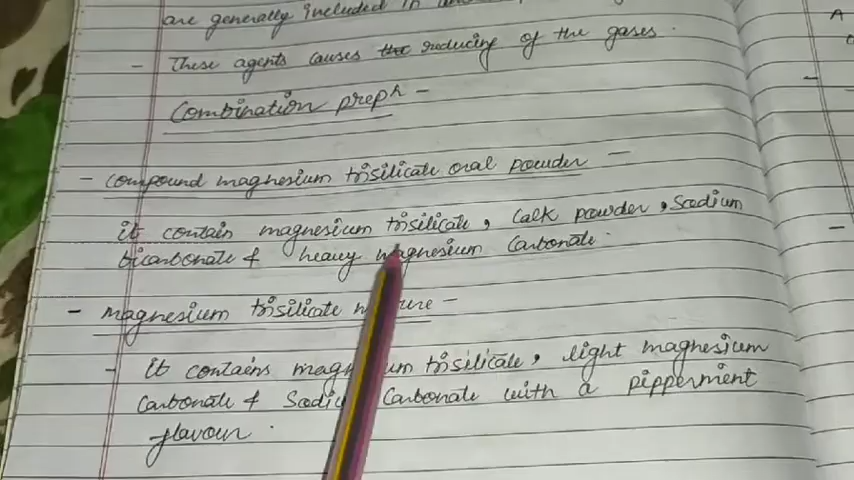 are generally included in
- These agents causes the reducing of the gases.
Combination prepn -
- compound magnesium trisilicate oral powder -
it contain magnesium trisilicate, calk powder, Sodium
bicarbonate & heavy magnesium Carbonate.
- magnesium trisilicate -
- it contains trisilicate, light magnesium
Carbonate & Carbonate with a pipperment
flavour.
A